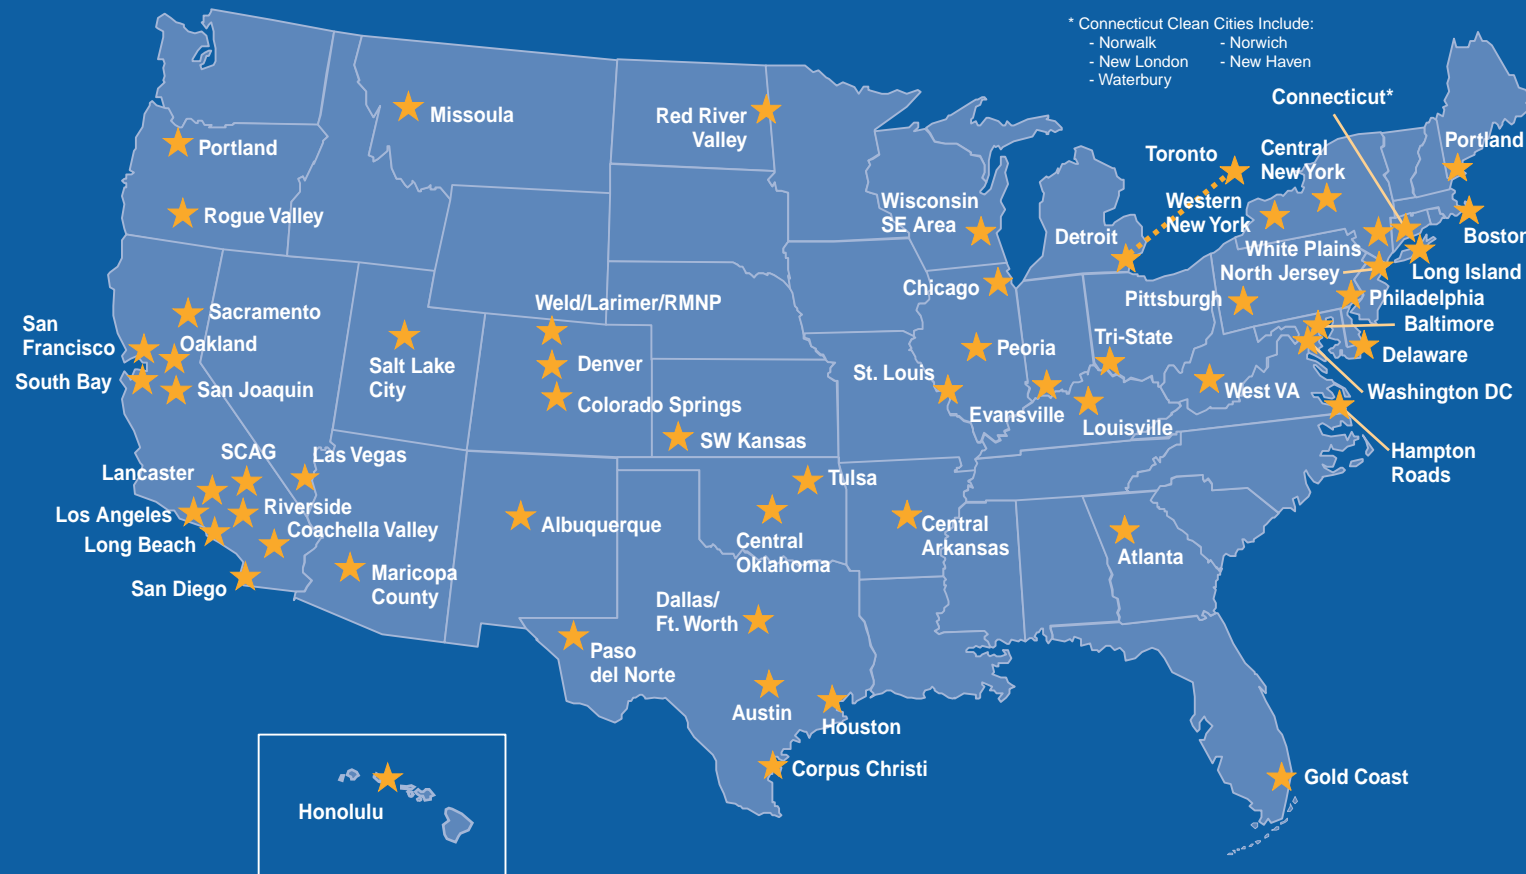 * Connecticut Clean Cities Include:
- Norwalk - Norwich
- New London - New Haven
- Waterbury
Connecticut*
Missoula
Red River
Valley
Portland
Toronto
Central
New York
Portland
Rogue Valley
Wisconsin
SE Area
Western
New York
Detroit
Boston
White Plains
North Jersey
Long Island
Chicago
Weld/Larimer/RMNP
Pittsburgh
Philadelphia
Sacramento
San
Francisco
Oakland
Baltimore
Tri-State
Peoria
Delaware
South Bay
San Joaquin
Salt Lake
City
Denver
St. Louis
Colorado Springs
Evansville
Louisville
West VA
Washington DC
SW Kansas
Hampton
Roads
SCAG
Las Vegas
Lancaster
Tulsa
Los Angeles
Riverside
Coachella Valley
Long Beach
Albuquerque
Central
Oklahoma
Central
Arkansas
Atlanta
San Diego
Maricopa
County
Dallas/
Ft. Worth
Paso
del Norte
Austin
Houston
Corpus Christi
Gold Coast
Honolulu